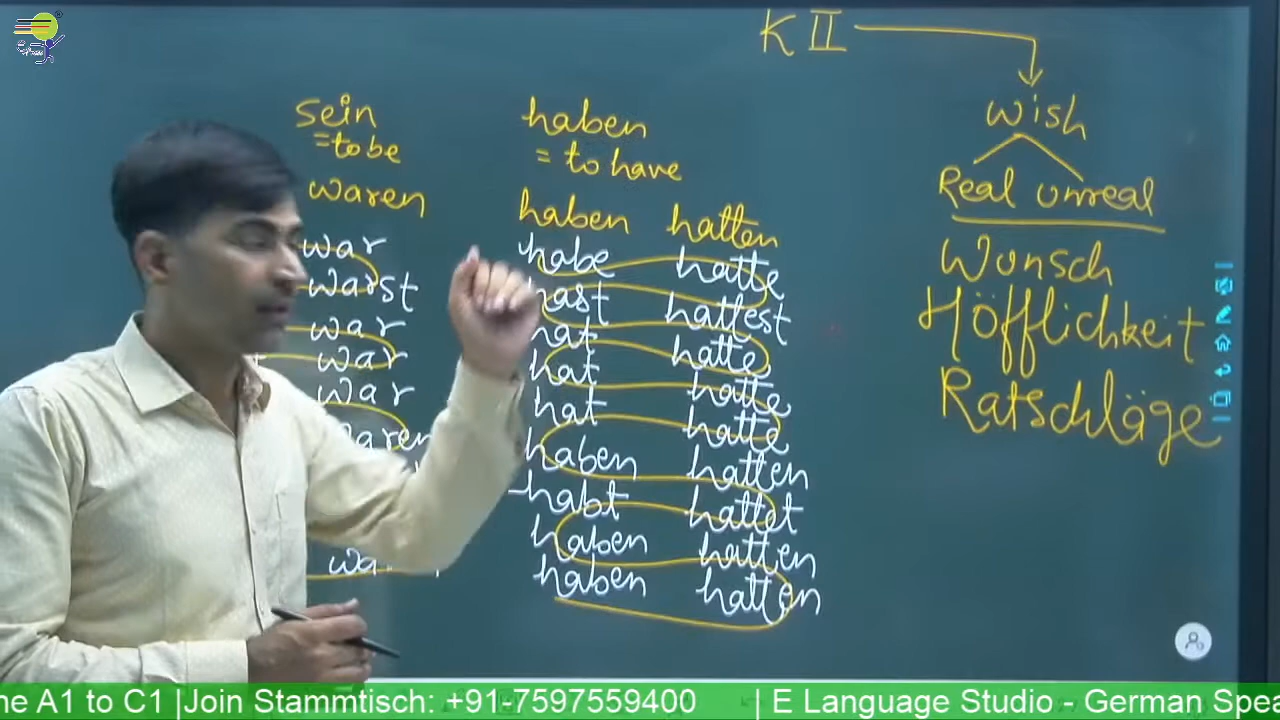 K II
wish
Real unreal
Wunsch
Höfflichkeit
Ratschläge
sein
= to be
waren
war
warst
war
war
war
waren
haben
= to have
haben hatten
habe hatte
hast hattest
hat hatte
hat hatte
hat hatte
haben hatten
habt hattet
haben hatten
haben hatten
ne A1 to C1 |Join Stammtisch: +91-7597559400 | E Language Studio - German Spea